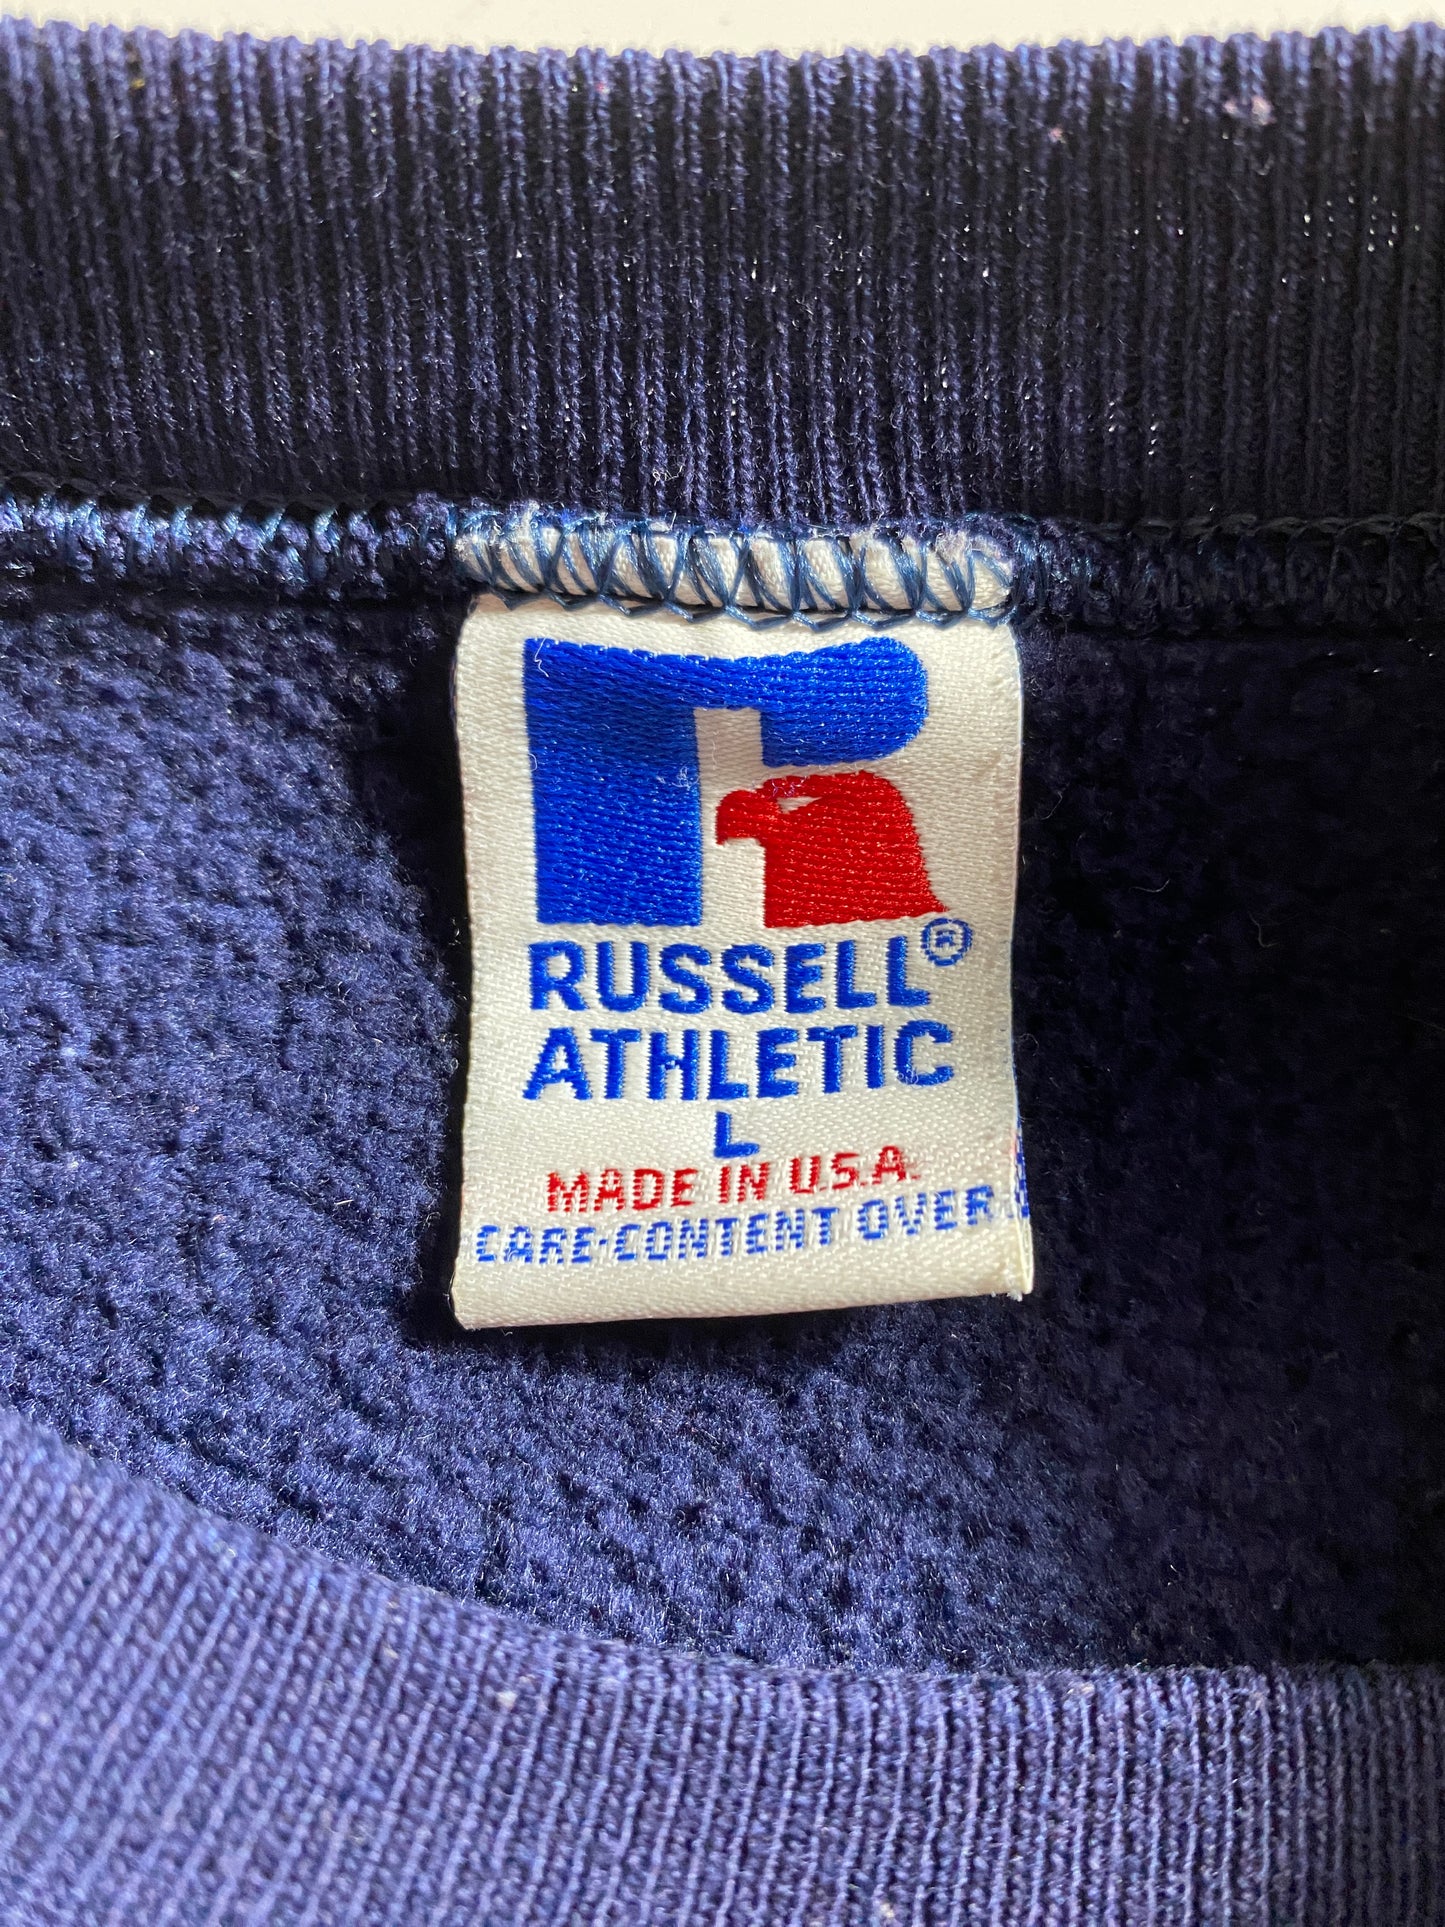 RUSSELL®
ATHLETIC
L
MADE IN U.S.A.
CARE-CONTENT OVER